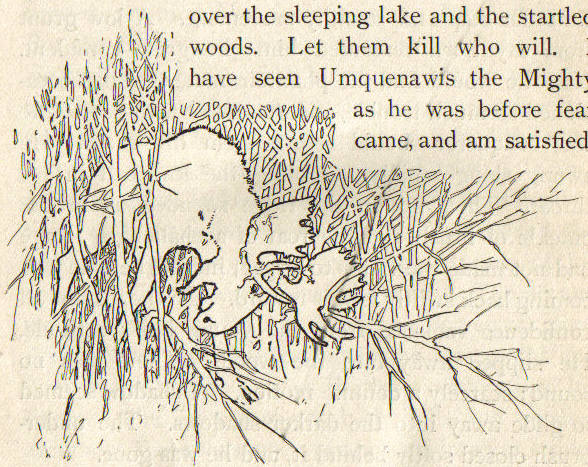 over the sleeping lake and the startled
woods. Let them kill who will.
have seen Umquenawis the Mighty
as he was before fear
came, and am satisfied